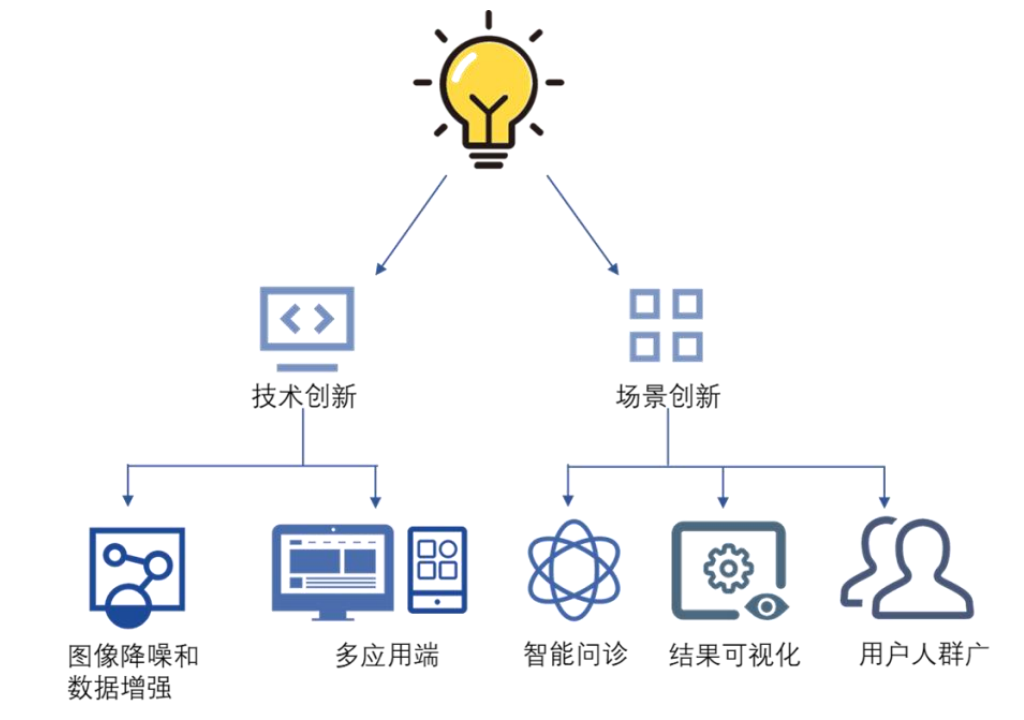 技术创新
场景创新
图像降噪和
数据增强
多应用端
智能问诊
结果可视化
用户人群广